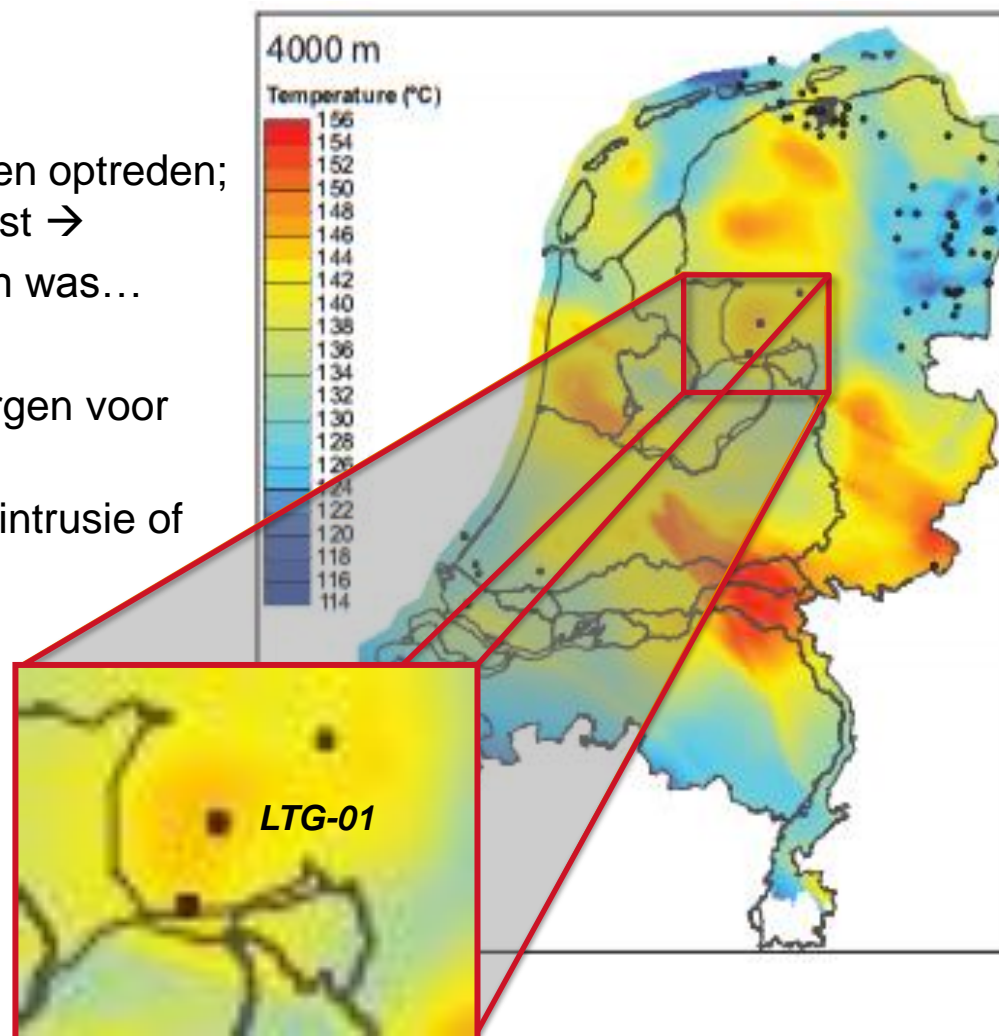 4000 m
Temperature (°C)
156
154
152
150
148
146
144
142
140
138
136
134
132
130
128
126
124
122
120
118
116
114
en optreden;
st →
n was…
rgen voor
intrusie of
LTG-01